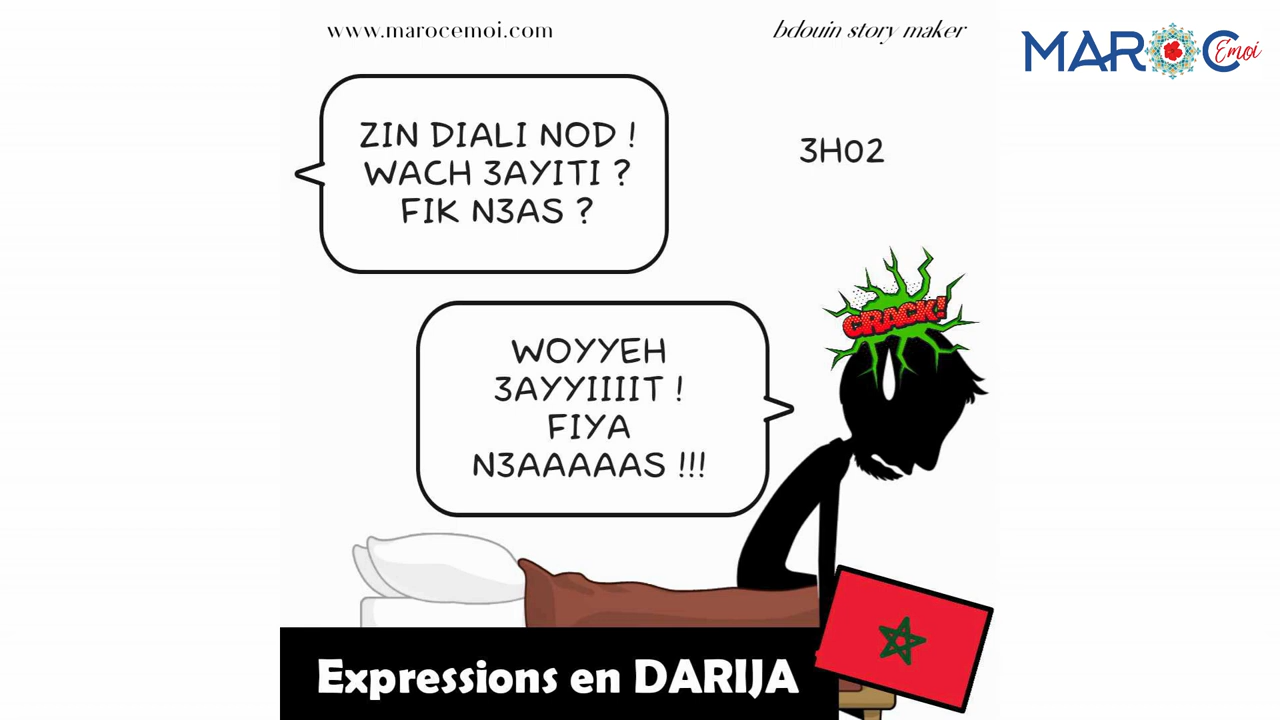 www.marocemoi.com
bdouin story maker
MAROC
Emoi
ZIN DIALI NOD !
WACH 3AYITI ?
FIK N3AS ?
3H02
CRACK!
WOYYEH
3AYYIIIIT !
FIYA
N3AAAAAS !!!
Expressions en DARIJA